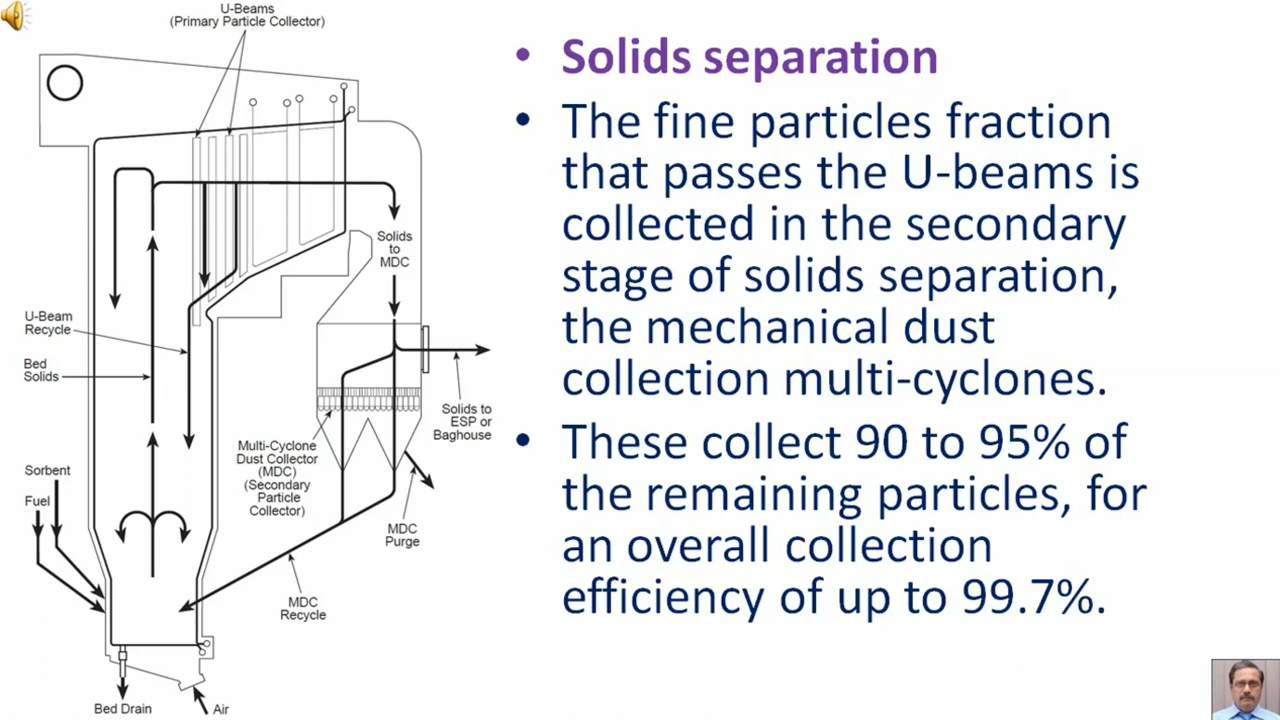 U-Beams
(Primary Particle Collector)
Solids
to
MDC
U-Beam
Recycle
Bed
Solids
Solids to
ESP or
Baghouse
Multi-Cyclone
Dust Collector
(MDC)
(Secondary
Particle
Collector)
Sorbent
Fuel
MDC
Purge
MDC
Recycle
Bed Drain
Air
• Solids separation
• The fine particles fraction
that passes the U-beams is
collected in the secondary
stage of solids separation,
the mechanical dust
collection multi-cyclones.
• These collect 90 to 95% of
the remaining particles, for
an overall collection
efficiency of up to 99.7%.